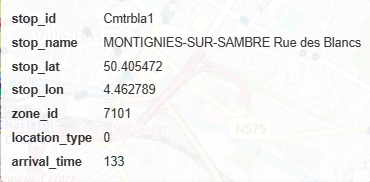 stop_id Cmtrbla1
stop_name MONTIGNIES-SUR-SAMBRE Rue des Blancs
stop_lat 50.405472
stop_lon 4.462789
zone_id 7101
location_type 0
N575
arrival_time 133